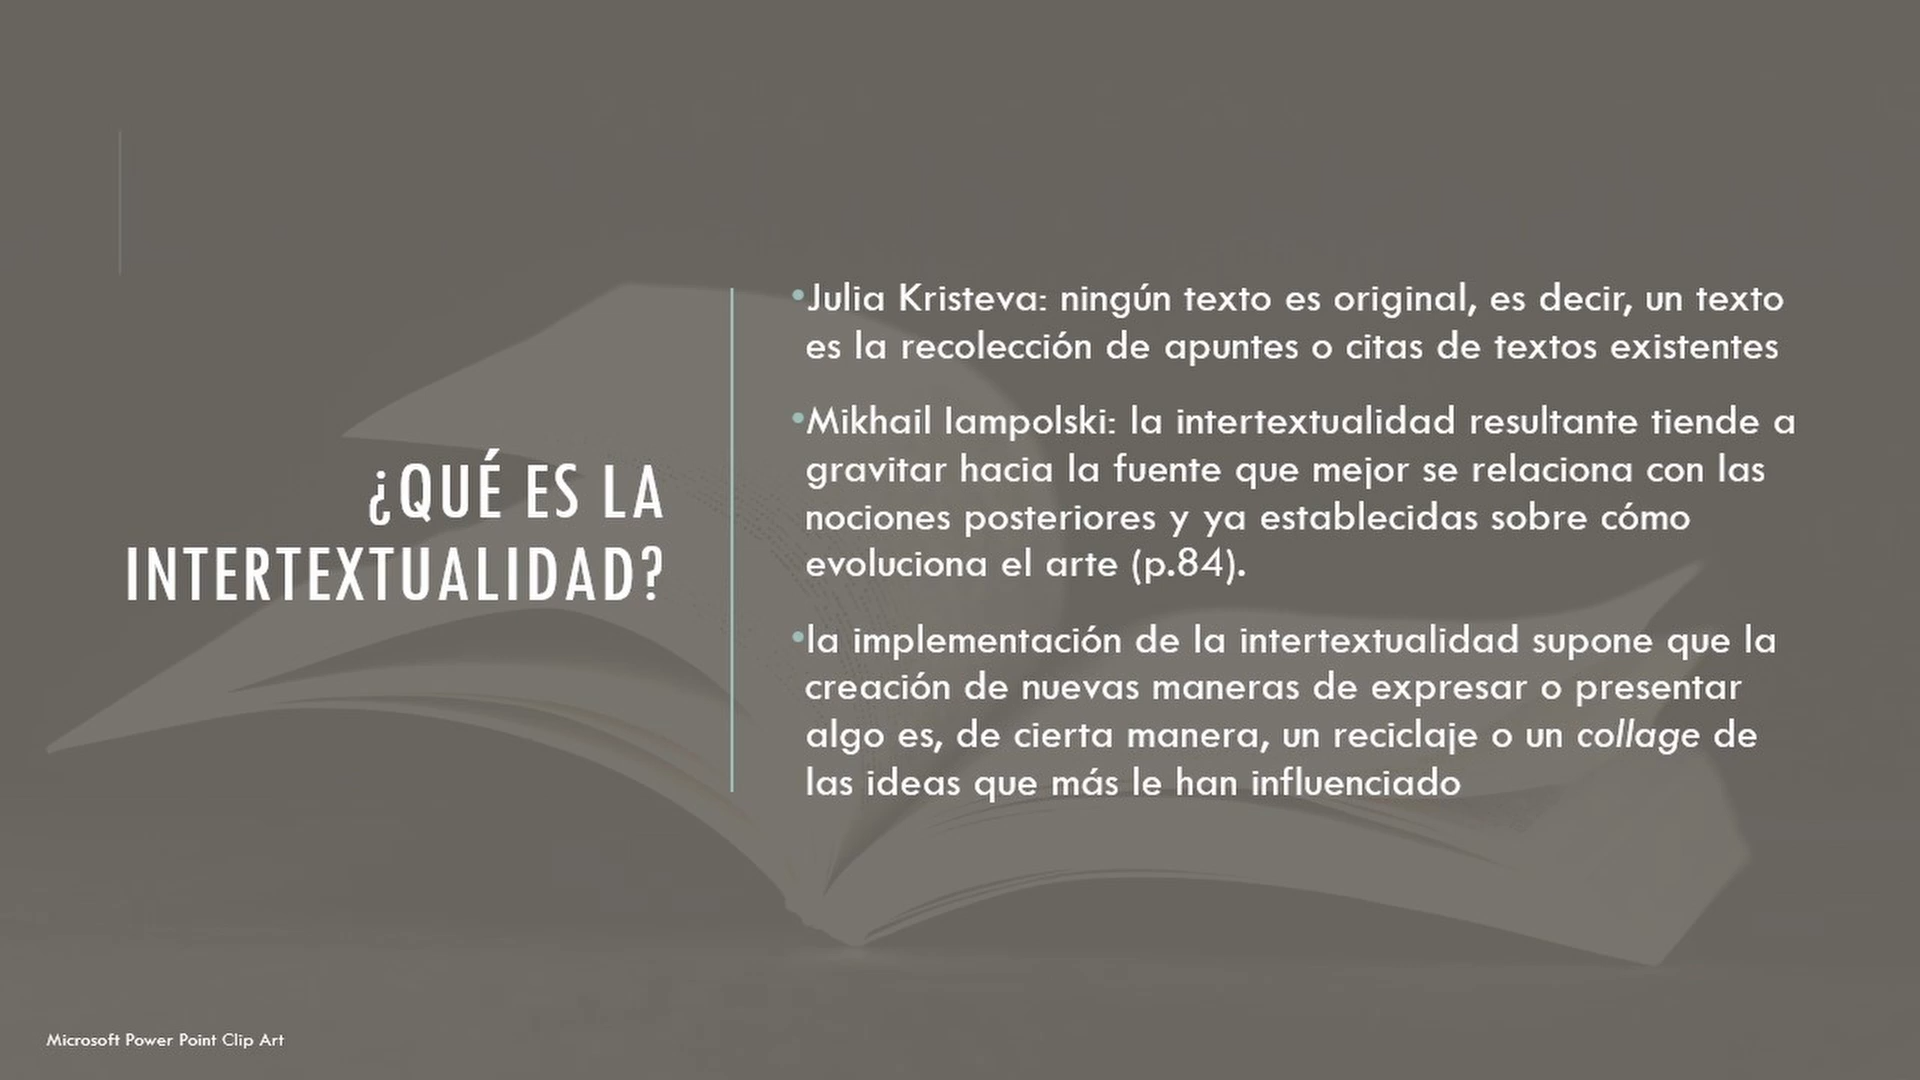 ¿QUÉ ES LA
INTERTEXTUALIDAD?
•Julia Kristeva: ningún texto es original, es decir, un texto
es la recolección de apuntes o citas de textos existentes
•Mikhail Iampolski: la intertextualidad resultante tiende a
gravitar hacia la fuente que mejor se relaciona con las
nociones posteriores y ya establecidas sobre cómo
evoluciona el arte (p.84).
•la implementación de la intertextualidad supone que la
creación de nuevas maneras de expresar o presentar
algo es, de cierta manera, un reciclaje o un collage de
las ideas que más le han influenciado
Microsoft Power Point Clip Art